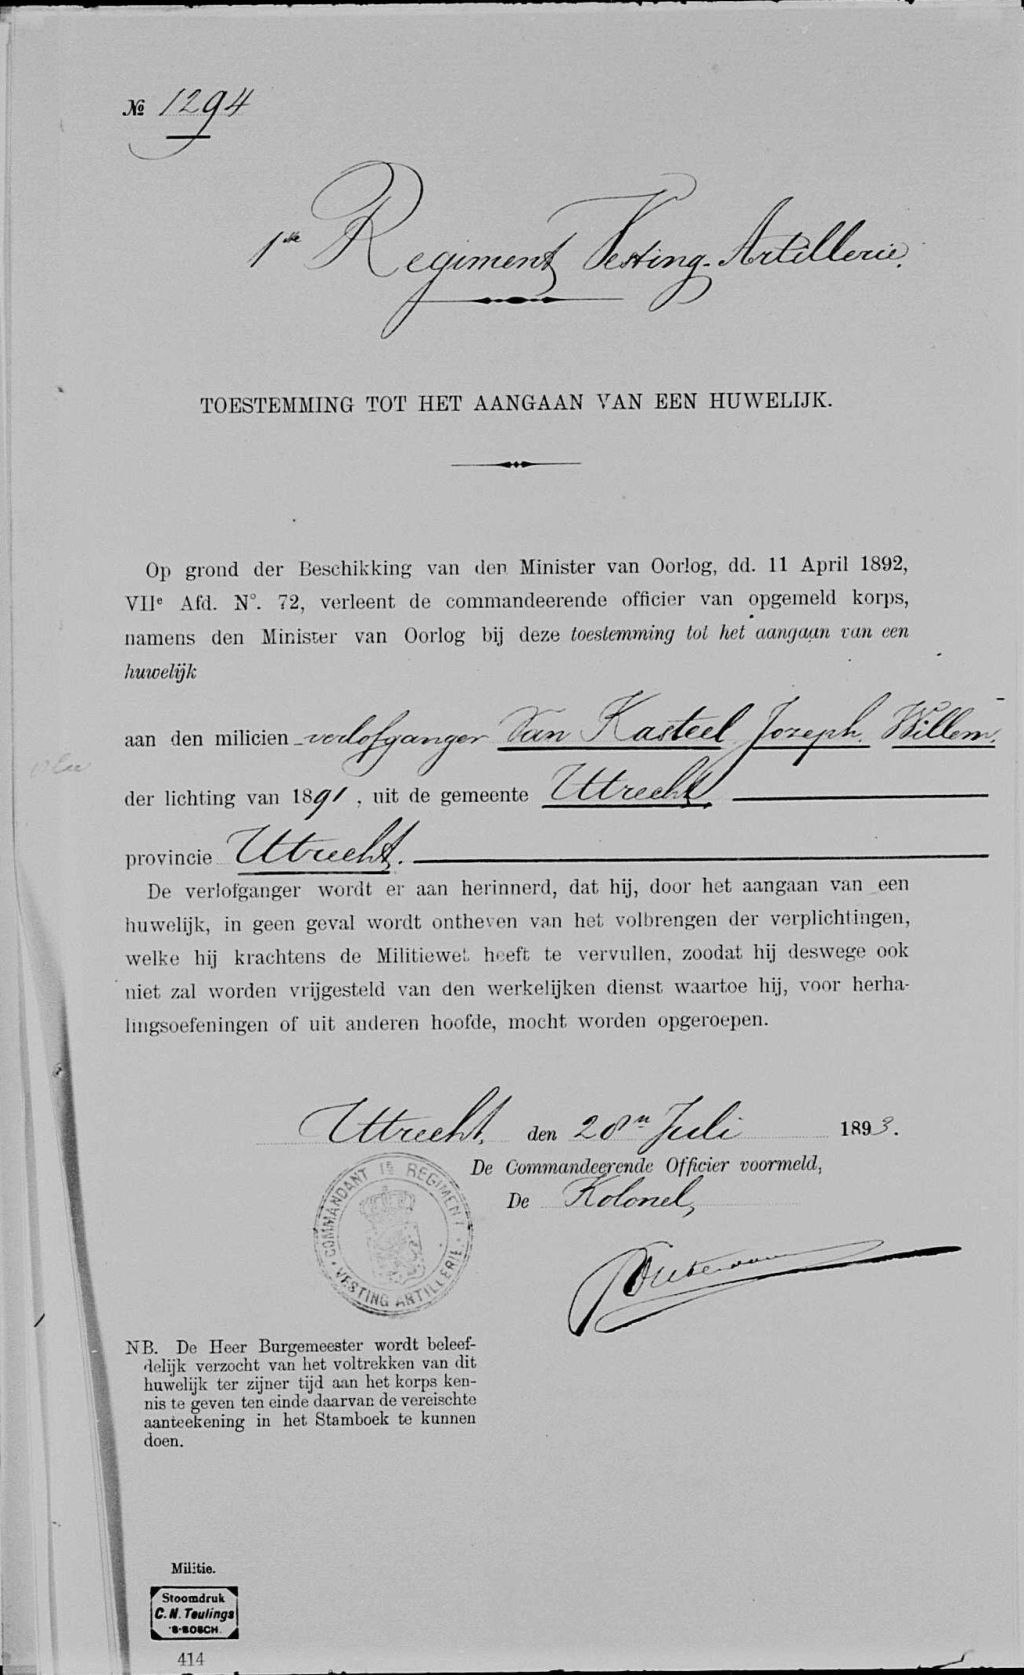 № 1294
1ste Regiment Vesting-Artillerie.
TOESTEMMING TOT HET AANGAAN VAN EEN HUWELIJK.
Op grond der Beschikking van den Minister van Oorlog, dd. 11 April 1892,
VIIe Afd. N°. 72, verleent de commandeerende officier van opgemeld korps,
namens den Minister van Oorlog bij deze toestemming tot het aangaan van een
huwelijk
aan den milicien verlofganger Van Kasteel Jozeph Willem,
der lichting van 1891, uit de gemeente Utrecht,
provincie Utrecht.
De verlofganger wordt er aan herinnerd, dat hij, door het aangaan van een
huwelijk, in geen geval wordt ontheven van het volbrengen der verplichtingen,
welke hij krachtens de Militiewet heeft te vervullen, zoodat hij deswege ook
niet zal worden vrijgesteld van den werkelijken dienst waartoe hij, voor herha-
lingsoefeningen of uit anderen hoofde, mocht worden opgeroepen.
Utrecht, den 28n Juli 1893.
De Commandeerende Officier voormeld,
De Kolonel,
COMMANDANT 1e REGIMENT
VESTING ARTILLERIE
NB. De Heer Burgemeester wordt beleef-
delijk verzocht van het voltrekken van dit
huwelijk ter zijner tijd aan het korps ken-
nis te geven ten einde daarvan de vereischte
aanteekening in het Stamboek te kunnen
doen.
Militie.
Stoomdruk
C. N. Teulings
'S-BOSCH.
414